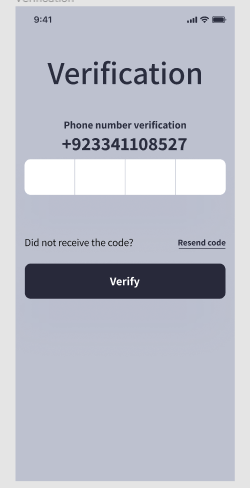 Verification
9:41
Verification
Phone number verification
+923341108527
Did not receive the code? Resend code
Verify